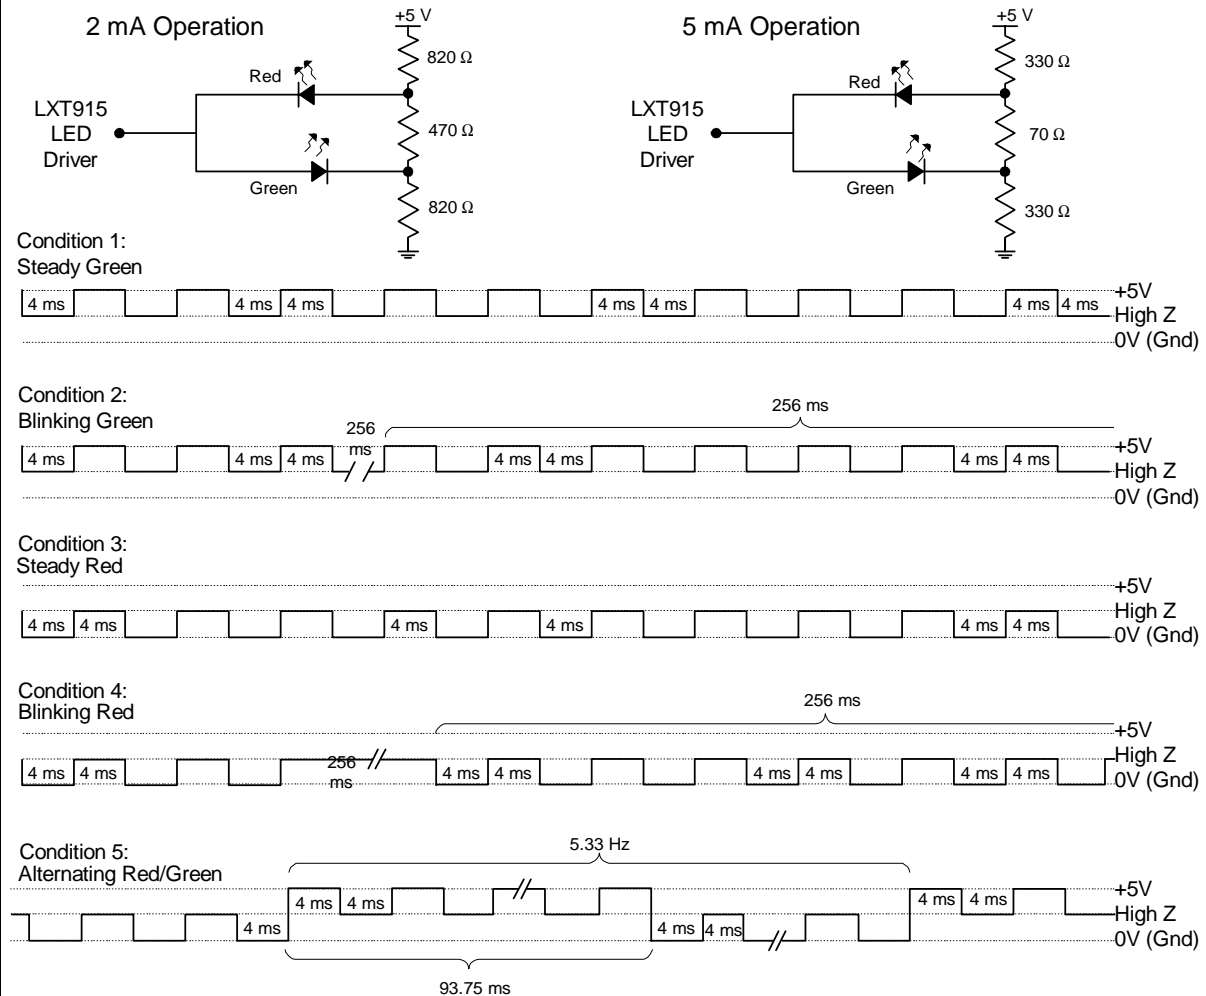 2 mA Operation
+5 V
820 Ω
Red
LXT915
LED
Driver
470 Ω
Green
820 Ω
5 mA Operation
+5 V
330 Ω
Red
LXT915
LED
Driver
70 Ω
Green
330 Ω
Condition 1:
Steady Green
4 ms 4 ms 4 ms 4 ms 4 ms 4 ms 4 ms
+5V
High Z
0V (Gnd)
Condition 2:
Blinking Green
256 ms
256
ms
4 ms 4 ms 4 ms 4 ms 4 ms 4 ms 4 ms
+5V
High Z
0V (Gnd)
Condition 3:
Steady Red
+5V
High Z
4 ms 4 ms 4 ms 4 ms 4 ms 4 ms
0V (Gnd)
Condition 4:
Blinking Red
256 ms
+5V
High Z
256
ms
4 ms 4 ms 4 ms 4 ms 4 ms 4 ms 4 ms 4 ms
0V (Gnd)
Condition 5:
Alternating Red/Green
5.33 Hz
+5V
4 ms 4 ms 4 ms 4 ms
High Z
4 ms 4 ms 4 ms
0V (Gnd)
93.75 ms